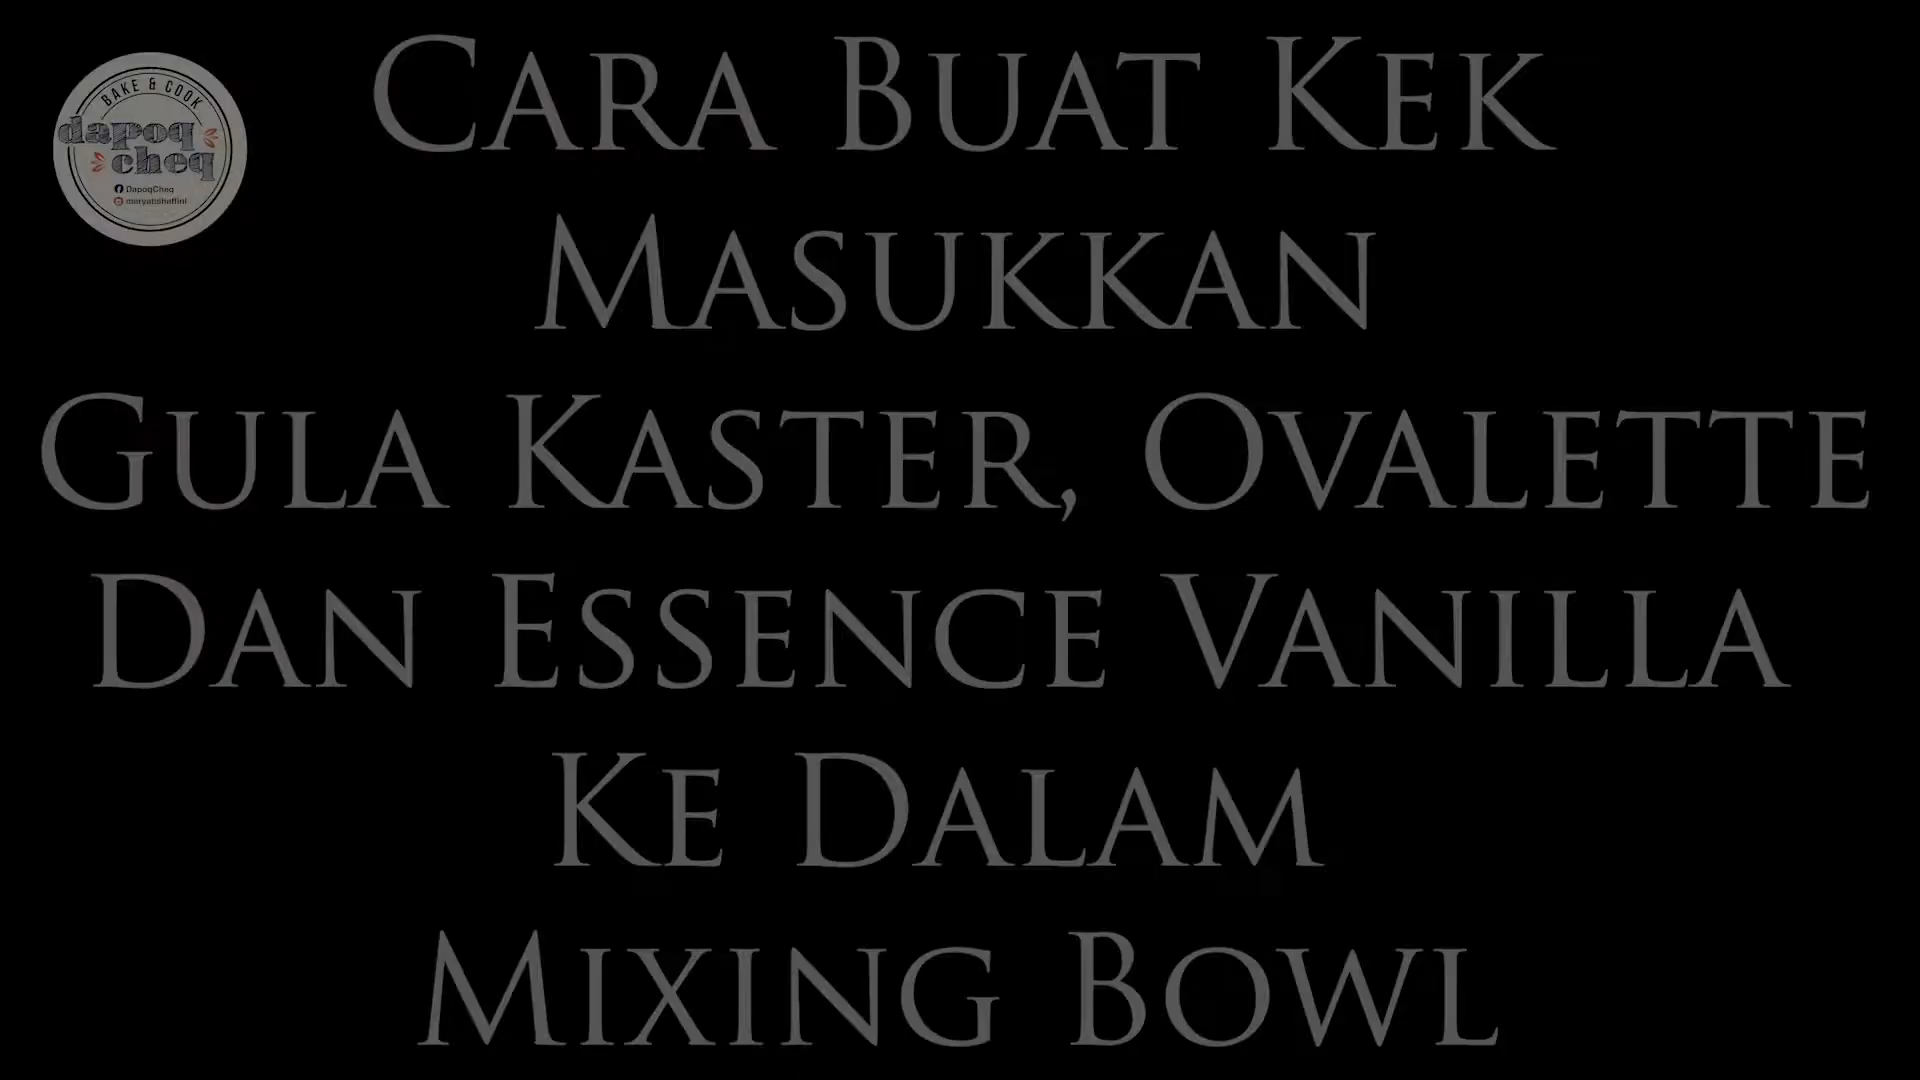 BAKE & COOK
dapoq
cheq
DapoqCheq
Cara Buat Kek
Masukkan
Gula Kaster, Ovalette
Dan Essence Vanilla
Ke Dalam
Mixing Bowl